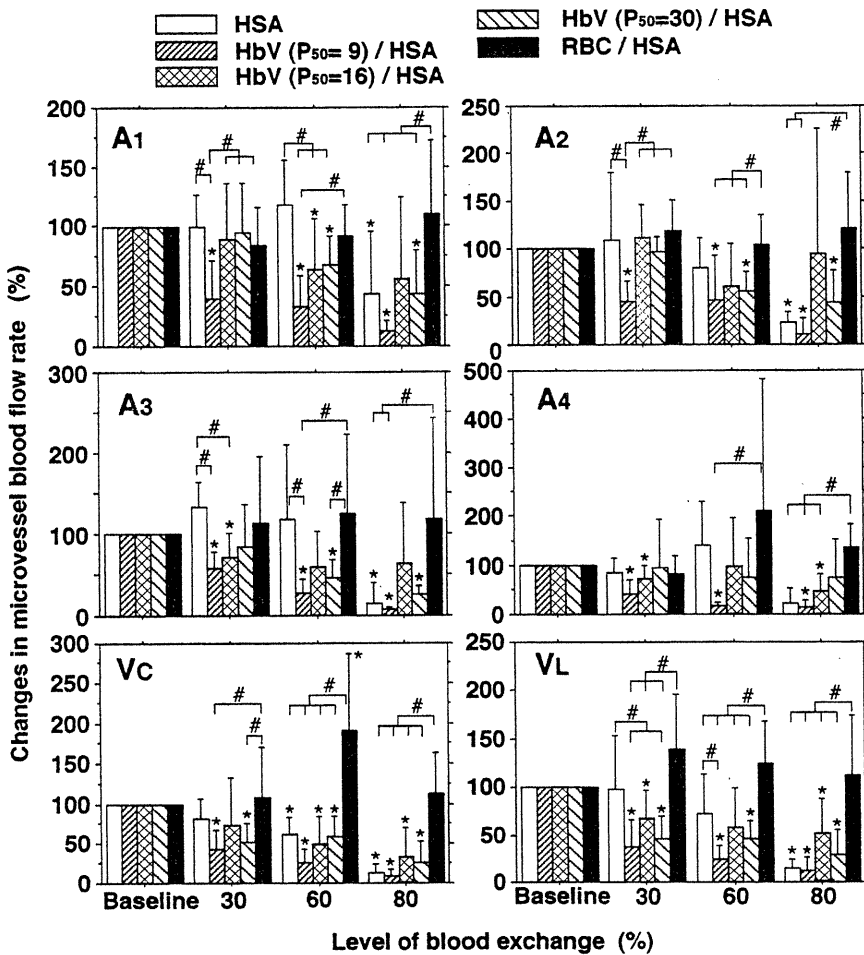 HSA
HbV (P50= 9) / HSA
HbV (P50=16) / HSA
HbV (P50=30) / HSA
RBC / HSA
Changes in microvessel blood flow rate (%)
A1
200
150
100
50
0
# # # # #
* * * * * *
A2
250
200
150
100
50
0
# # # #
* * * * * *
A3
300
200
100
0
# # # # # #
* * * * * * *
A4
500
400
300
200
100
0
# #
* * * * * *
Vc
300
250
200
150
100
50
0
# # # #
* * * * * * * * * * *
VL
250
200
150
100
50
0
# # # # #
* * * * * * * * *
Baseline 30 60 80
Baseline 30 60 80
Level of blood exchange (%)